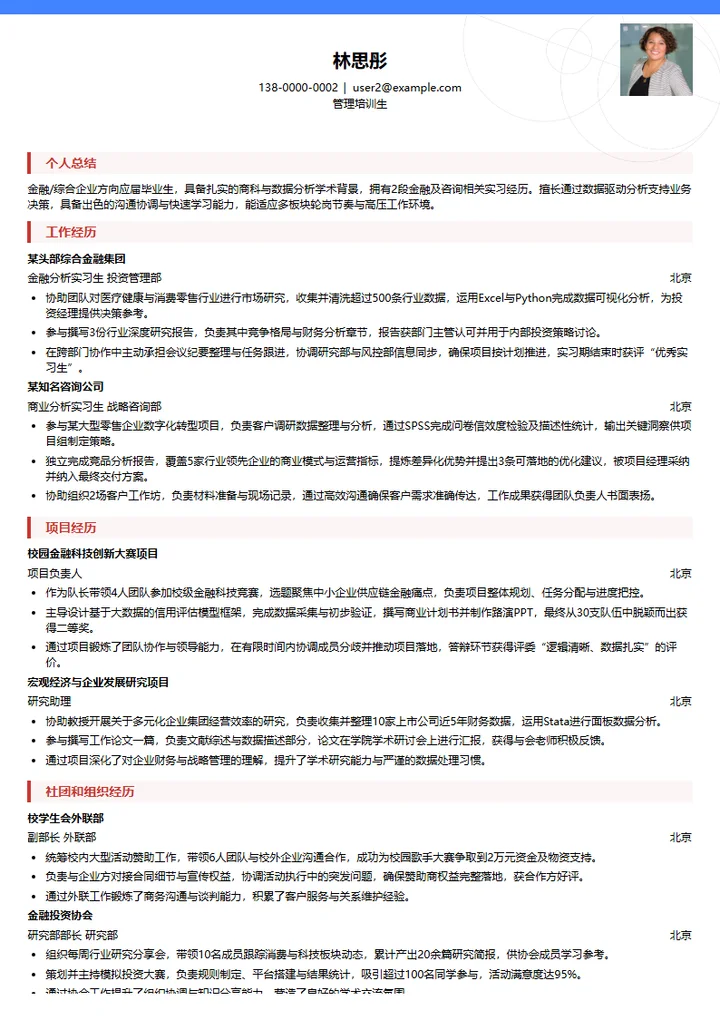 林思彤
138-0000-0002 | user2@example.com
管理培训生
个人总结
金融/综合企业方向应届毕业生，具备扎实的商科与数据分析学术背景，拥有2段金融及咨询相关实习经历。擅长通过数据驱动分析支持业务
决策，具备出色的沟通协调与快速学习能力，能适应多板块轮岗节奏与高压工作环境。
工作经历
某头部综合金融集团
金融分析实习生 投资管理部 北京
• 协助团队对医疗健康与消费零售行业进行市场研究，收集并清洗超过500条行业数据，运用Excel与Python完成数据可视化分析，为投
资经理提供决策参考。
• 参与撰写3份行业深度研究报告，负责其中竞争格局与财务分析章节，报告获部门主管认可并用于内部投资策略讨论。
• 在跨部门协作中主动承担会议纪要整理与任务跟进，协调研究部与风控部信息同步，确保项目按计划推进，实习期结束时获评“优秀实
习生”。
某知名咨询公司
商业分析实习生 战略咨询部 北京
• 参与某大型零售企业数字化转型项目，负责客户调研数据整理与分析，通过SPSS完成问卷信效度检验及描述性统计，输出关键洞察供项
目组制定策略。
• 独立完成竞品分析报告，覆盖5家行业领先企业的商业模式与运营指标，提炼差异化优势并提出3条可落地的优化建议，被项目经理采纳
并纳入最终交付方案。
• 协助组织2场客户工作坊，负责材料准备与现场记录，通过高效沟通确保客户需求准确传达，工作成果获得团队负责人书面表扬。
项目经历
校园金融科技创新大赛项目
项目负责人 北京
• 作为队长带领4人团队参加校级金融科技竞赛，选题聚焦中小企业供应链金融痛点，负责项目整体规划、任务分配与进度把控。
• 主导设计基于大数据的信用评估模型框架，完成数据采集与初步验证，撰写商业计划书并制作路演PPT，最终从30支队伍中脱颖而出获
得二等奖。
• 通过项目锻炼了团队协作与领导能力，在有限时间内协调成员分歧并推动项目落地，答辩环节获得评委“逻辑清晰、数据扎实”的评
价。
宏观经济与企业发展研究项目
研究助理 北京
• 协助教授开展关于多元化企业集团经营效率的研究，负责收集并整理10家上市公司近5年财务数据，运用Stata进行面板数据分析。
• 参与撰写工作论文一篇，负责文献综述与数据描述部分，论文在学院学术研讨会上进行汇报，获得与会老师积极反馈。
• 通过项目深化了对企业财务与战略管理的理解，提升了学术研究能力与严谨的数据处理习惯。
社团和组织经历
校学生会外联部
副部长 外联部 北京
• 统筹校内大型活动赞助工作，带领6人团队与校外企业沟通合作，成功为校园歌手大赛争取到2万元资金及物资支持。
• 负责与企业方对接合同细节与宣传权益，协调活动执行中的突发问题，确保赞助商权益完整落地，获合作方好评。
• 通过外联工作锻炼了商务沟通与谈判能力，积累了客户服务与关系维护经验。
金融投资协会
研究部部长 研究部 北京
• 组织每周行业研究分享会，带领10名成员跟踪消费与科技板块动态，累计产出20余篇研究简报，供协会成员学习参考。
• 策划并主持模拟投资大赛，负责规则制定、平台搭建与结果统计，吸引超过100名同学参与，活动满意度达95%。
• 通过协会工作提升了组织协调与知识分享能力，营造了良好的学术交流氛围。